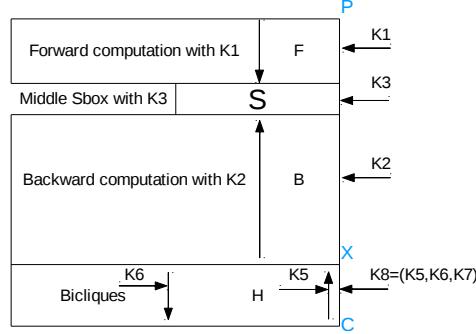 P
Forward computation with K1 F K1
Middle Sbox with K3 S K3
Backward computation with K2 B K2
X
K6 K5 K8=(K5,K6,K7)
Bicliques H
C